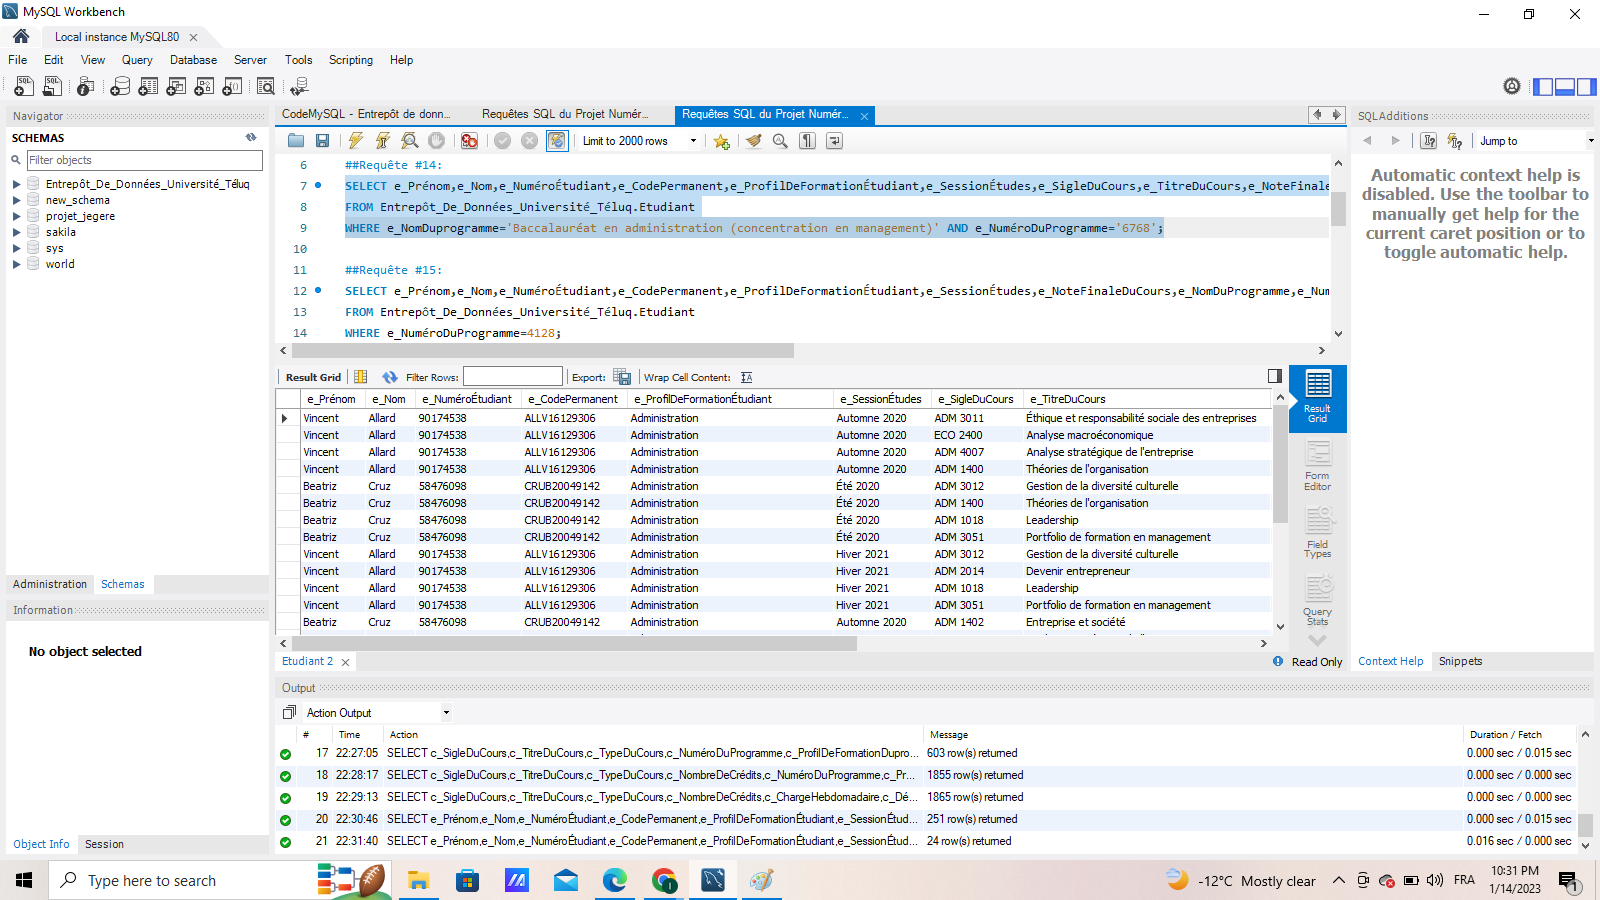 MySQL Workbench
Local instance MySQL80
File Edit View Query Database Server Tools Scripting Help
Navigator
SCHEMAS
Filter objects
Entrepôt_De_Données_Université_Téluq
new_schema
projet_jegere
sakila
sys
world
Administration Schemas
Information
No object selected
Object Info Session
CodeMySQL - Entrepôt de donn... Requêtes SQL du Projet Numér... Requêtes SQL du Projet Numér...
Limit to 2000 rows
6 ##Requête #14:
7 SELECT e_Prénom,e_Nom,e_NuméroÉtudiant,e_CodePermanent,e_ProfilDeFormationÉtudiant,e_SessionÉtudes,e_SigleDuCours,e_TitreDuCours,e_NoteFinale
8 FROM Entrepôt_De_Données_Université_Téluq.Etudiant
9 WHERE e_NomDuprogramme='Baccalauréat en administration (concentration en management)' AND e_NuméroDuProgramme='6768';
10
11 ##Requête #15:
12 SELECT e_Prénom,e_Nom,e_NuméroÉtudiant,e_CodePermanent,e_ProfilDeFormationÉtudiant,e_SessionÉtudes,e_NoteFinaleDuCours,e_NomDuProgramme,e_Num
13 FROM Entrepôt_De_Données_Université_Téluq.Etudiant
14 WHERE e_NuméroDuProgramme=4128;
Result Grid Filter Rows: Export: Wrap Cell Content:
e_Prénom e_Nom e_NuméroÉtudiant e_CodePermanent e_ProfilDeFormationÉtudiant e_SessionÉtudes e_SigleDuCours e_TitreDuCours
Vincent Allard 90174538 ALLV16129306 Administration Automne 2020 ADM 3011 Éthique et responsabilité sociale des entreprises
Vincent Allard 90174538 ALLV16129306 Administration Automne 2020 ECO 2400 Analyse macroéconomique
Vincent Allard 90174538 ALLV16129306 Administration Automne 2020 ADM 4007 Analyse stratégique de l'entreprise
Vincent Allard 90174538 ALLV16129306 Administration Automne 2020 ADM 1400 Théories de l'organisation
Beatriz Cruz 58476098 CRUB20049142 Administration Été 2020 ADM 3012 Gestion de la diversité culturelle
Beatriz Cruz 58476098 CRUB20049142 Administration Été 2020 ADM 1400 Théories de l'organisation
Beatriz Cruz 58476098 CRUB20049142 Administration Été 2020 ADM 1018 Leadership
Beatriz Cruz 58476098 CRUB20049142 Administration Été 2020 ADM 3051 Portfolio de formation en management
Vincent Allard 90174538 ALLV16129306 Administration Hiver 2021 ADM 3012 Gestion de la diversité culturelle
Vincent Allard 90174538 ALLV16129306 Administration Hiver 2021 ADM 2014 Devenir entrepreneur
Vincent Allard 90174538 ALLV16129306 Administration Hiver 2021 ADM 1018 Leadership
Vincent Allard 90174538 ALLV16129306 Administration Hiver 2021 ADM 3051 Portfolio de formation en management
Beatriz Cruz 58476098 CRUB20049142 Administration Automne 2020 ADM 1402 Entreprise et société
Result Grid
Form Editor
Field Types
Query Stats
Etudiant 2
Read Only
SQLAdditions
Jump to
Automatic context help is
disabled. Use the toolbar to
manually get help for the
current caret position or to
toggle automatic help.
Context Help Snippets
Output
Action Output
# Time Action Message Duration / Fetch
17 22:27:05 SELECT c_SigleDuCours,c_TitreDuCours,c_TypeDuCours,c_NuméroDuProgramme,c_ProfilDeFormationDupro... 603 row(s) returned 0.000 sec / 0.015 sec
18 22:28:17 SELECT c_SigleDuCours,c_TitreDuCours,c_TypeDuCours,c_NombreDeCrédits,c_NuméroDuProgramme,c_Pr... 1855 row(s) returned 0.000 sec / 0.000 sec
19 22:29:13 SELECT c_SigleDuCours,c_TitreDuCours,c_TypeDuCours,c_NombreDeCrédits,c_ChargeHebdomadaire,c_Dé... 1865 row(s) returned 0.000 sec / 0.000 sec
20 22:30:46 SELECT e_Prénom,e_Nom,e_NuméroÉtudiant,e_CodePermanent,e_ProfilDeFormationÉtudiant,e_SessionÉtud... 251 row(s) returned 0.000 sec / 0.015 sec
21 22:31:40 SELECT e_Prénom,e_Nom,e_NuméroÉtudiant,e_CodePermanent,e_ProfilDeFormationÉtudiant,e_SessionÉtud... 24 row(s) returned 0.016 sec / 0.000 sec
Type here to search
-12°C Mostly clear
FRA
10:31 PM
1/14/2023
1